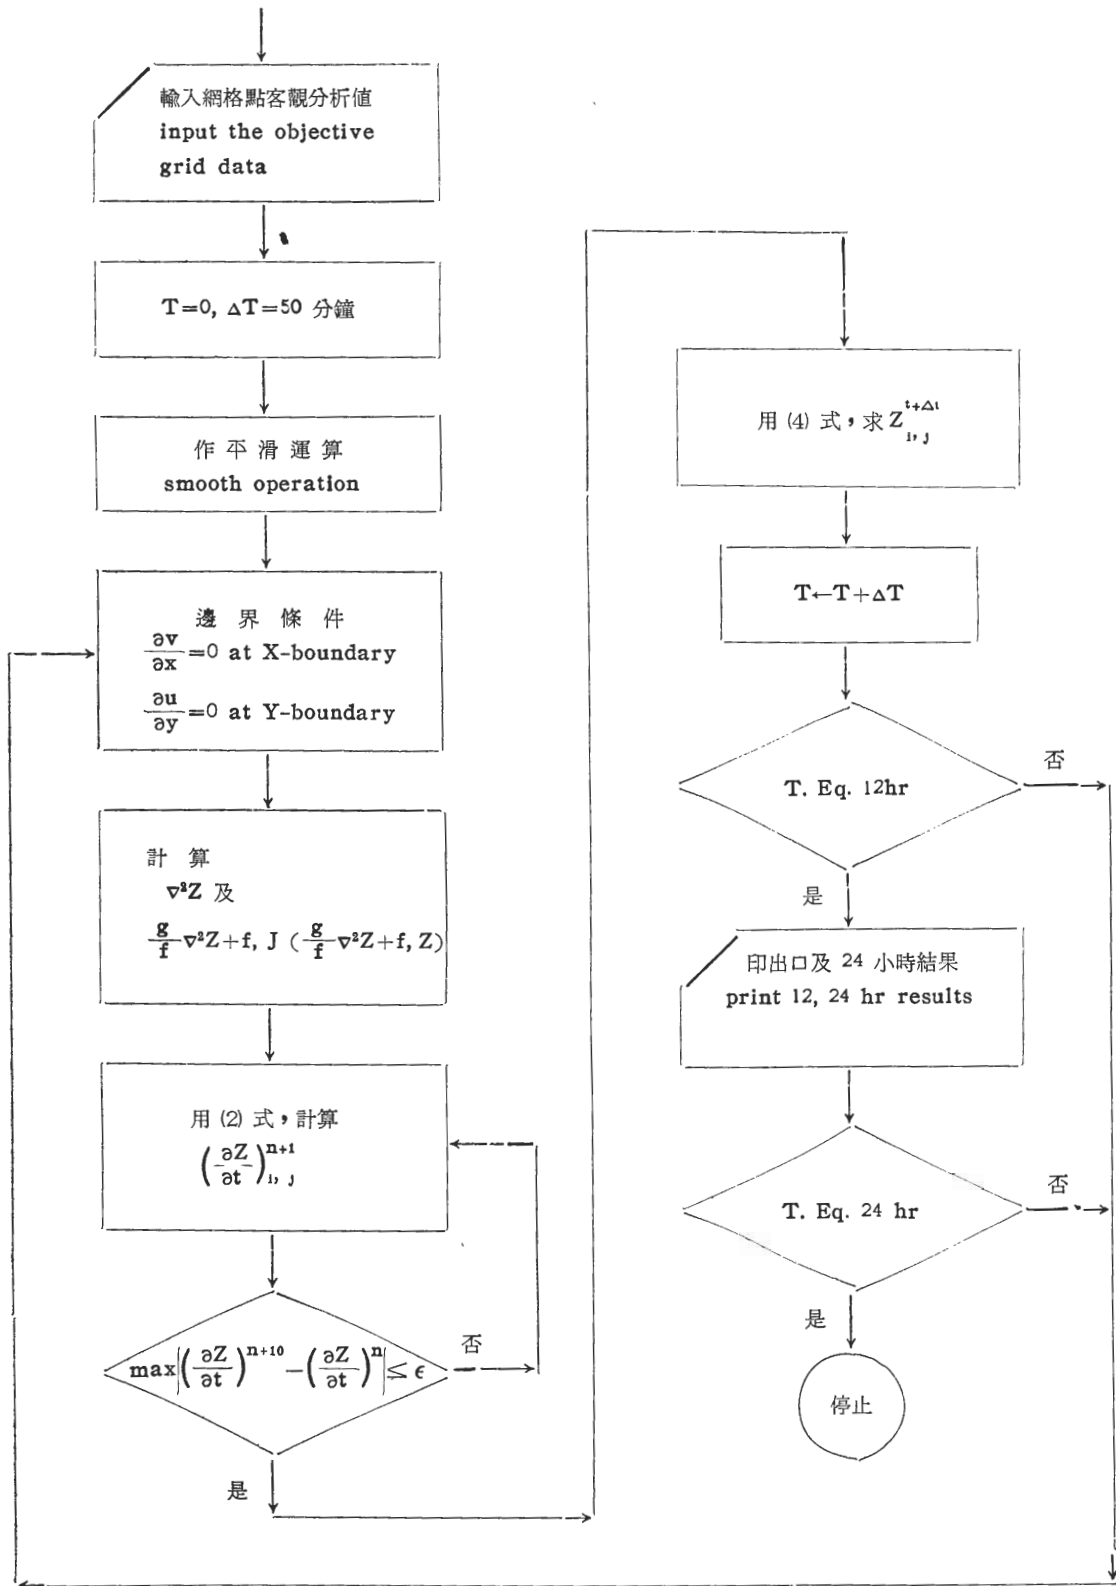 輸入網格點客觀分析值
input the objective
grid data
T=0, ΔT=50 分鐘
作平滑運算
smooth operation
邊界條件
∂v/∂x=0 at X-boundary
∂u/∂y=0 at Y-boundary
計算
∇²Z 及
g/f ∇²Z+f, J (g/f ∇²Z+f, Z)
用 (2) 式,計算
(∂Z/∂t)ⁿ⁺¹ᵢ, ⱼ
max|(∂Z/∂t)ⁿ⁺¹⁰−(∂Z/∂t)ⁿ|≤ϵ
否
是
用 (4) 式,求 Z^{t+Δt}_{i, j}
T←T+ΔT
T. Eq. 12hr
否
是
印出口及 24 小時結果
print 12, 24 hr results
T. Eq. 24 hr
否
是
停止